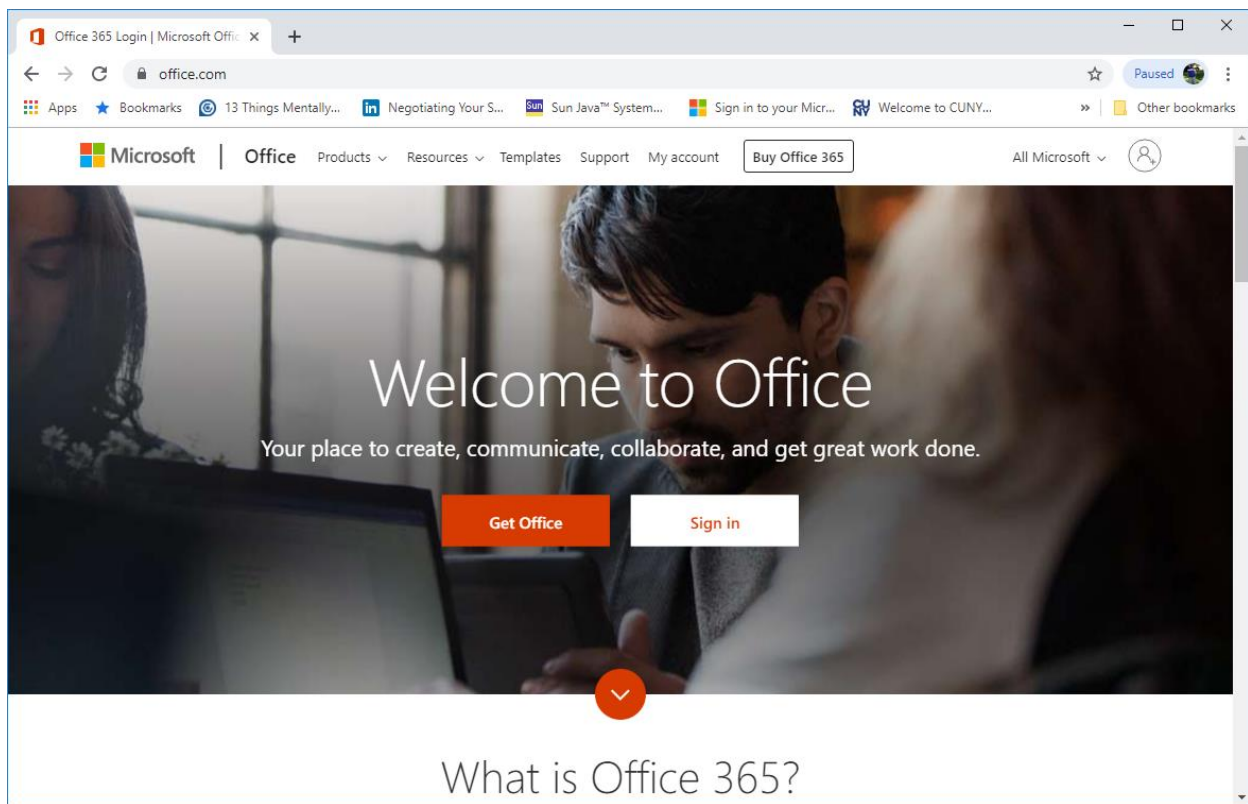 Office 365 Login | Microsoft Offic
office.com
Paused
Apps Bookmarks 13 Things Mentally... in Negotiating Your S... Sun Sun Java™ System... Sign in to your Micr... CUNY Welcome to CUNY... » Other bookmarks
Microsoft | Office Products Resources Templates Support My account Buy Office 365 All Microsoft
Welcome to Office
Your place to create, communicate, collaborate, and get great work done.
Get Office Sign in
What is Office 365?